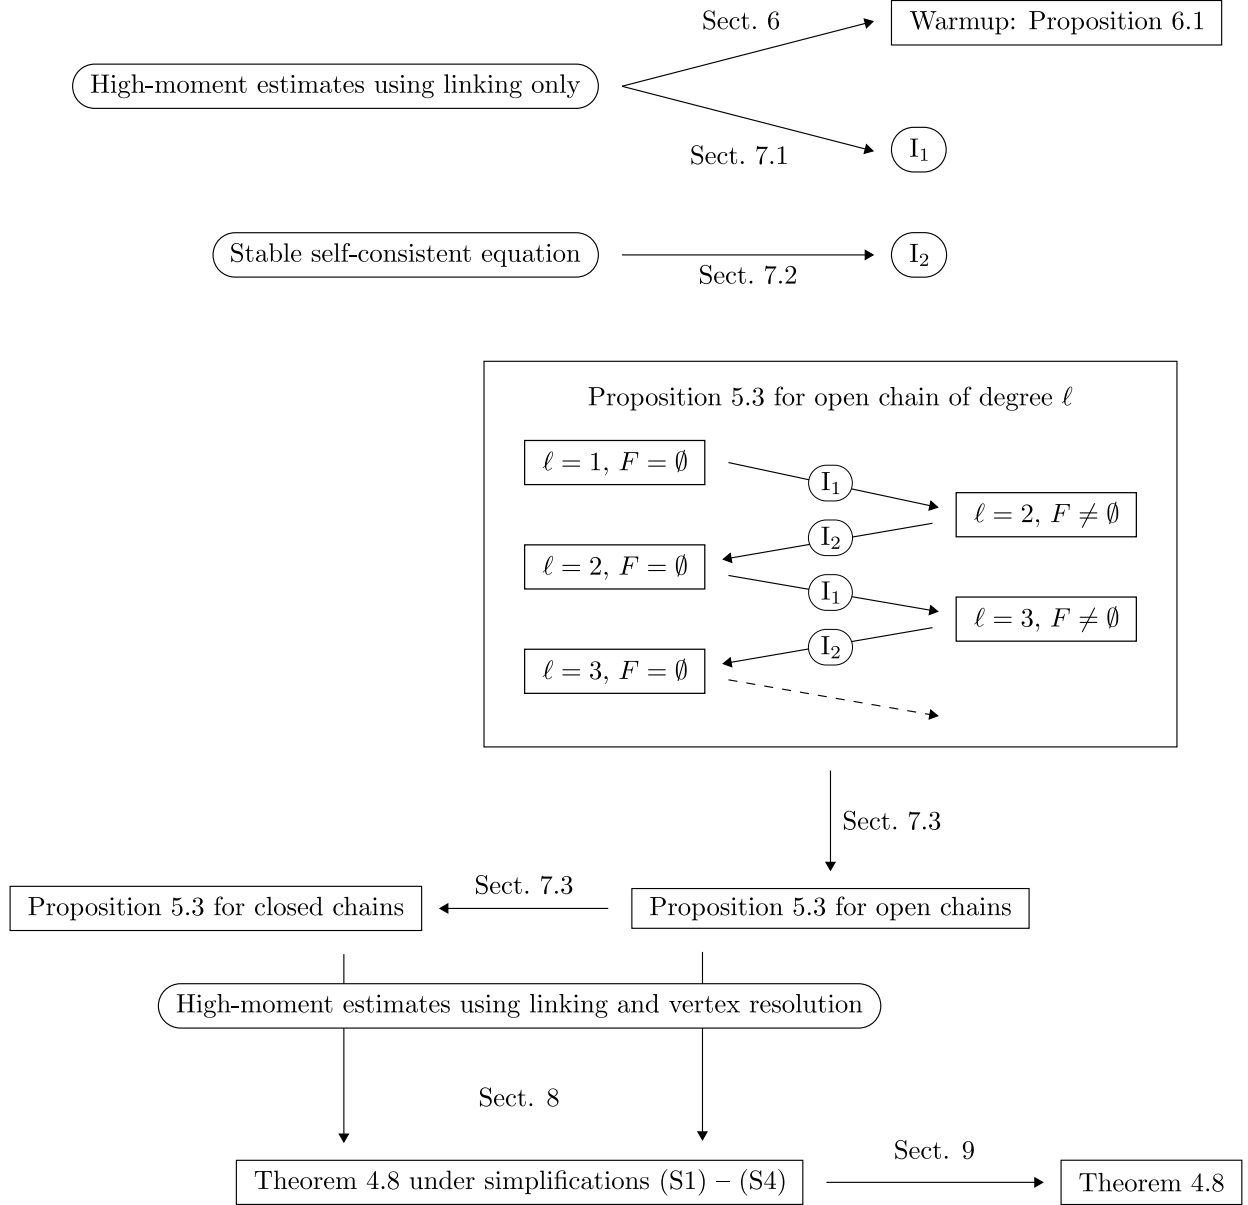 Sect. 6
Warmup: Proposition 6.1
High-moment estimates using linking only
Sect. 7.1
I₁
Stable self-consistent equation
I₂
Sect. 7.2
Proposition 5.3 for open chain of degree ℓ
ℓ = 1, F = ∅
I₁
ℓ = 2, F ≠ ∅
I₂
ℓ = 2, F = ∅
I₁
ℓ = 3, F ≠ ∅
I₂
ℓ = 3, F = ∅
Sect. 7.3
Sect. 7.3
Proposition 5.3 for closed chains
Proposition 5.3 for open chains
High-moment estimates using linking and vertex resolution
Sect. 8
Sect. 9
Theorem 4.8 under simplifications (S1) – (S4)
Theorem 4.8